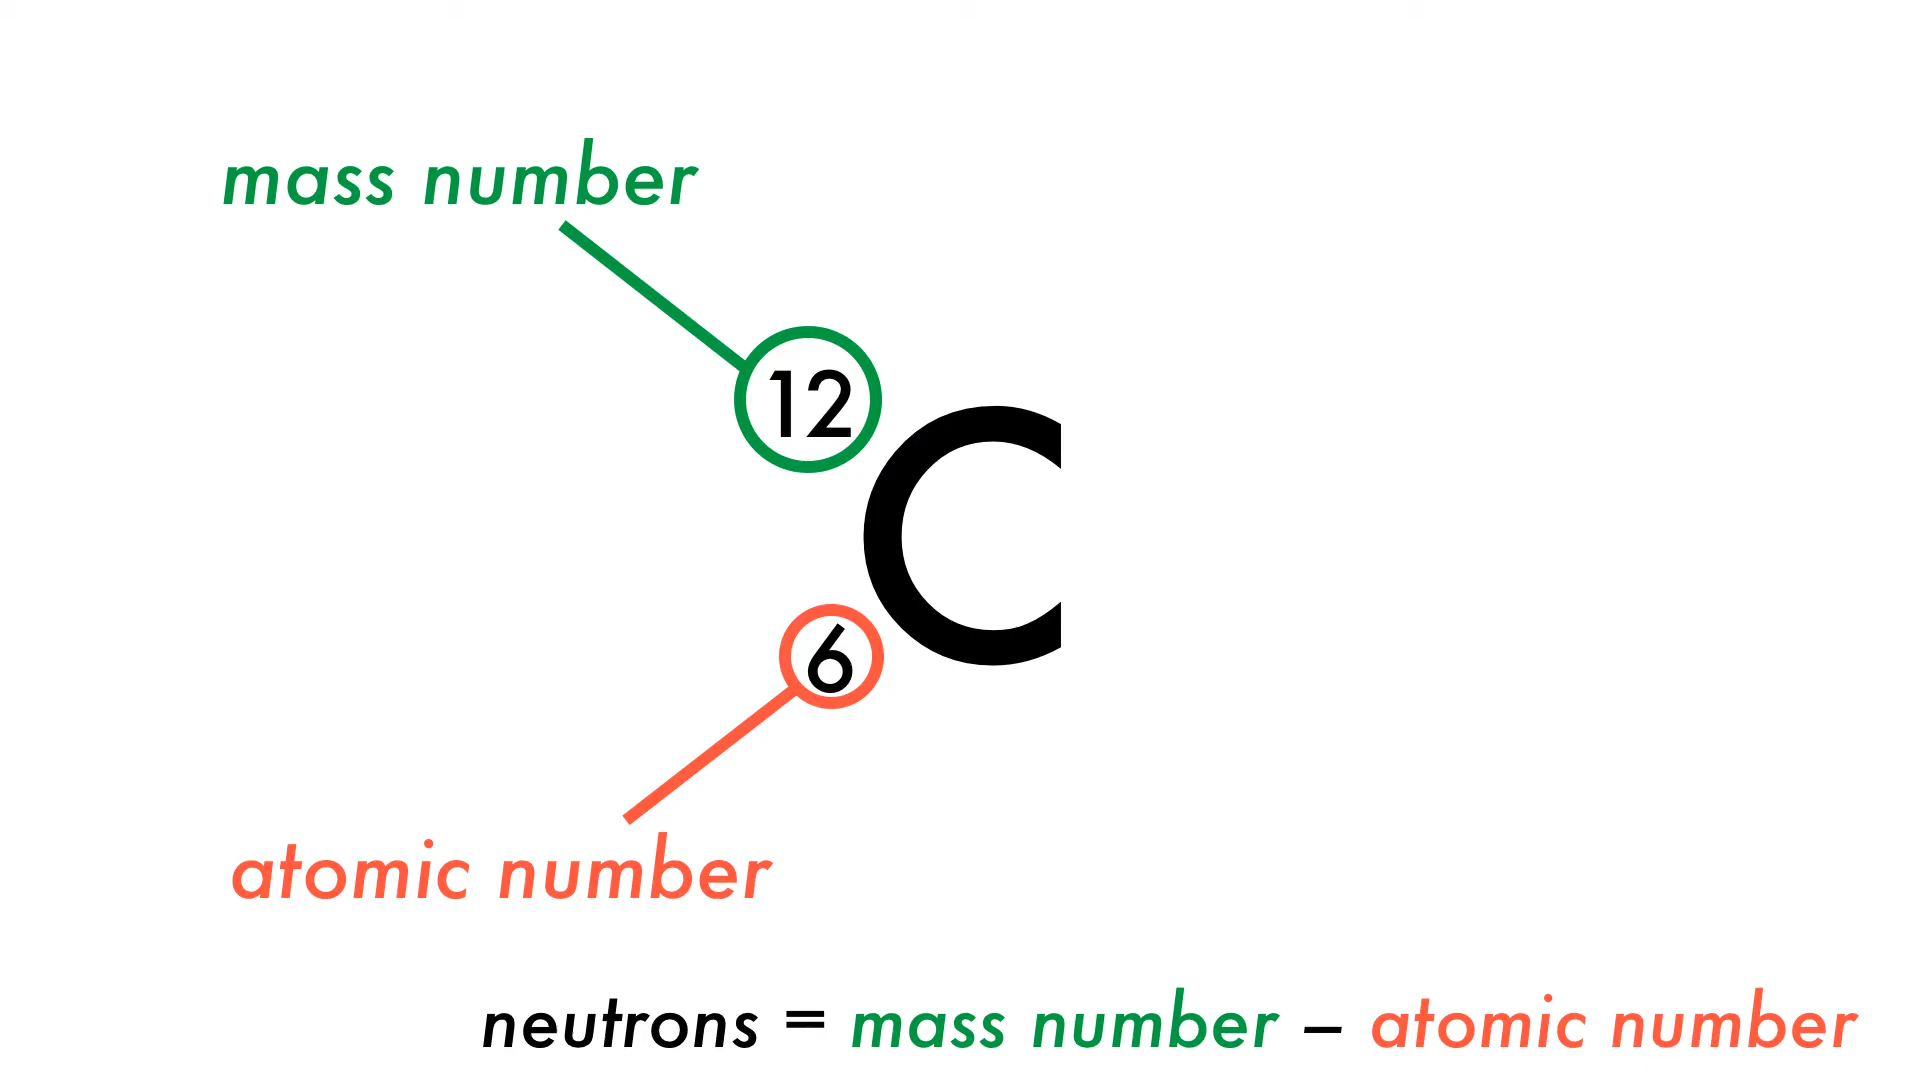 mass number
12
C
6
atomic number
neutrons = mass number – atomic number